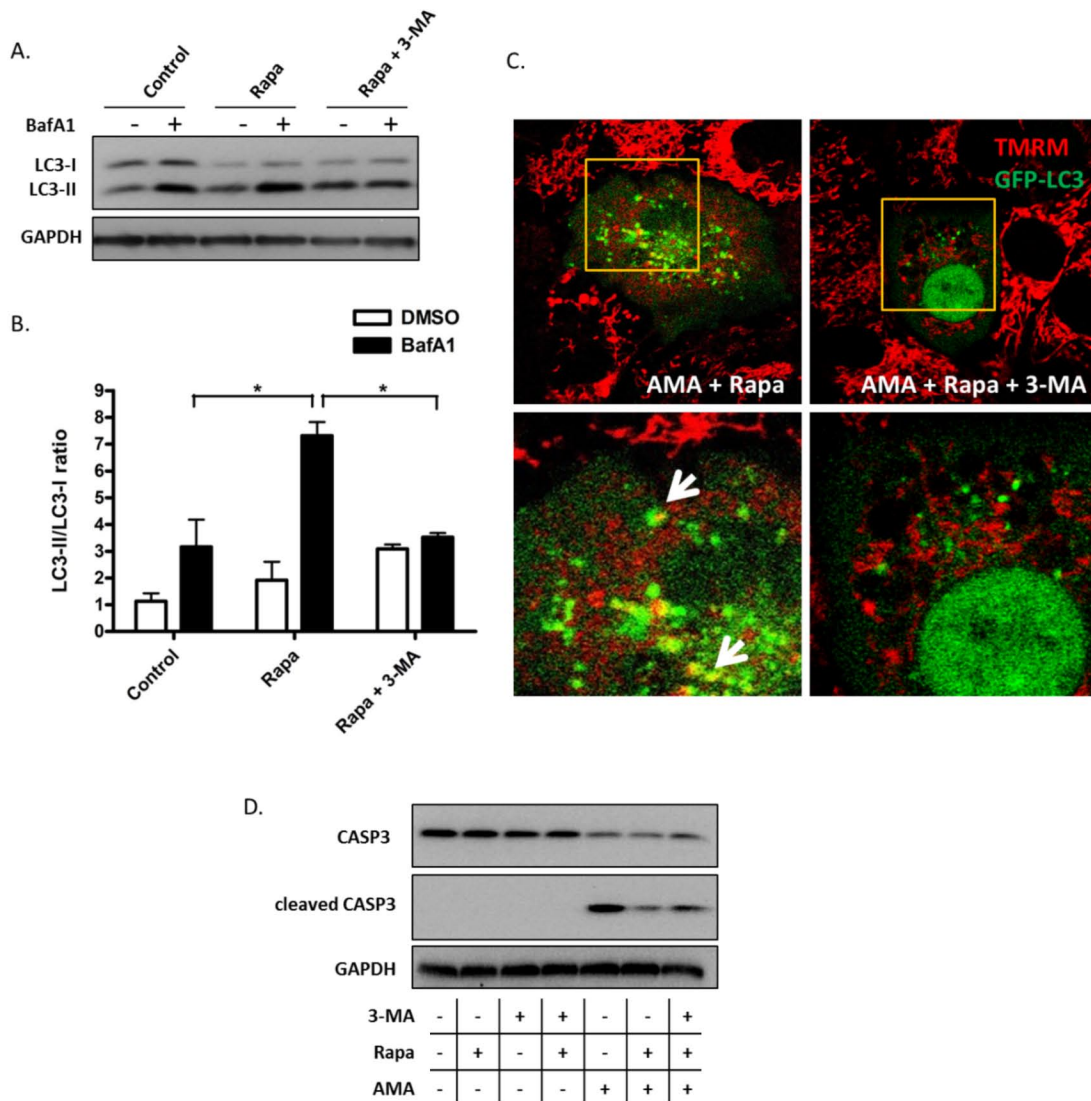 A.
Control Rapa Rapa + 3-MA
BafA1 - + - + - +
LC3-I
LC3-II
GAPDH
B.
DMSO
BafA1
* *
LC3-II/LC3-I ratio
9
8
7
6
5
4
3
2
1
0
Control Rapa Rapa + 3-MA
C.
TMRM
GFP-LC3
AMA + Rapa
AMA + Rapa + 3-MA
D.
CASP3
cleaved CASP3
GAPDH
3-MA - - + + - - +
Rapa - + - + - + +
AMA - - - - + + +